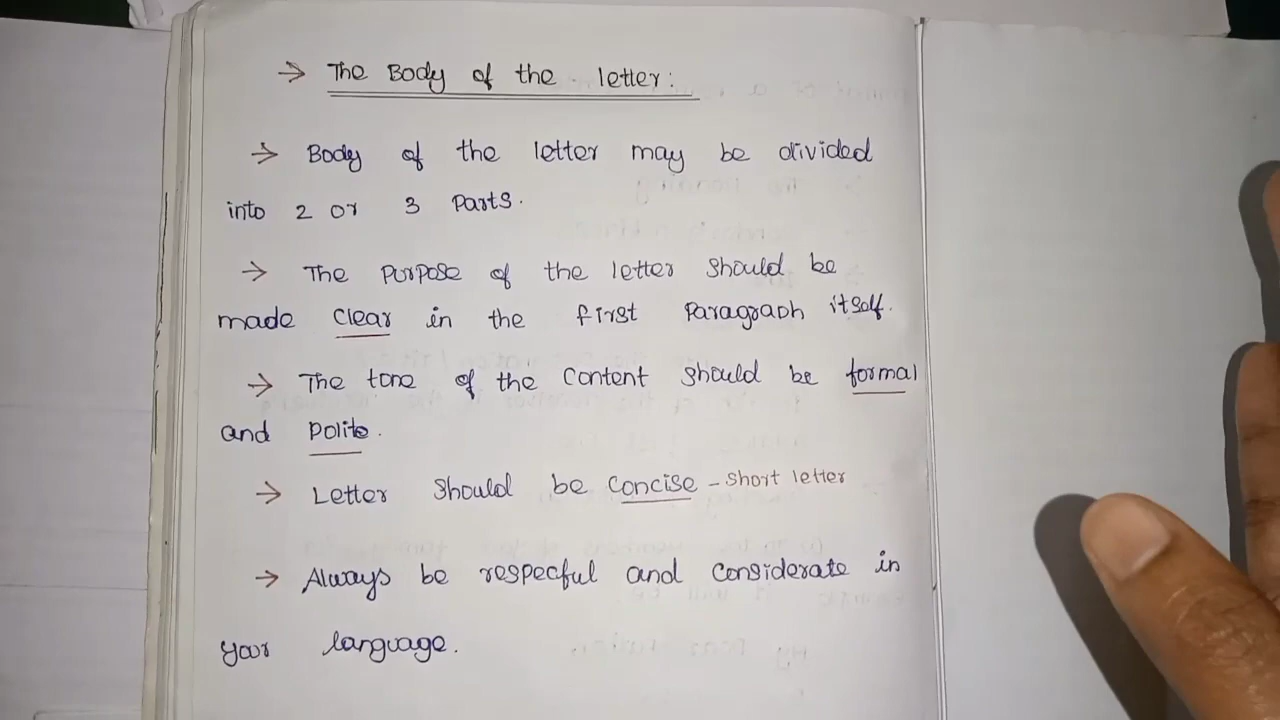 → The Body of the letter:
→ Body of the letter may be divided
into 2 or 3 Parts.
→ The Purpose of the letter should be
made clear in the first Paragraph itself.
→ The tone of the content should be formal
and Polite.
→ Letter should be concise - short letter
→ Always be respecful and considerate in
your language.